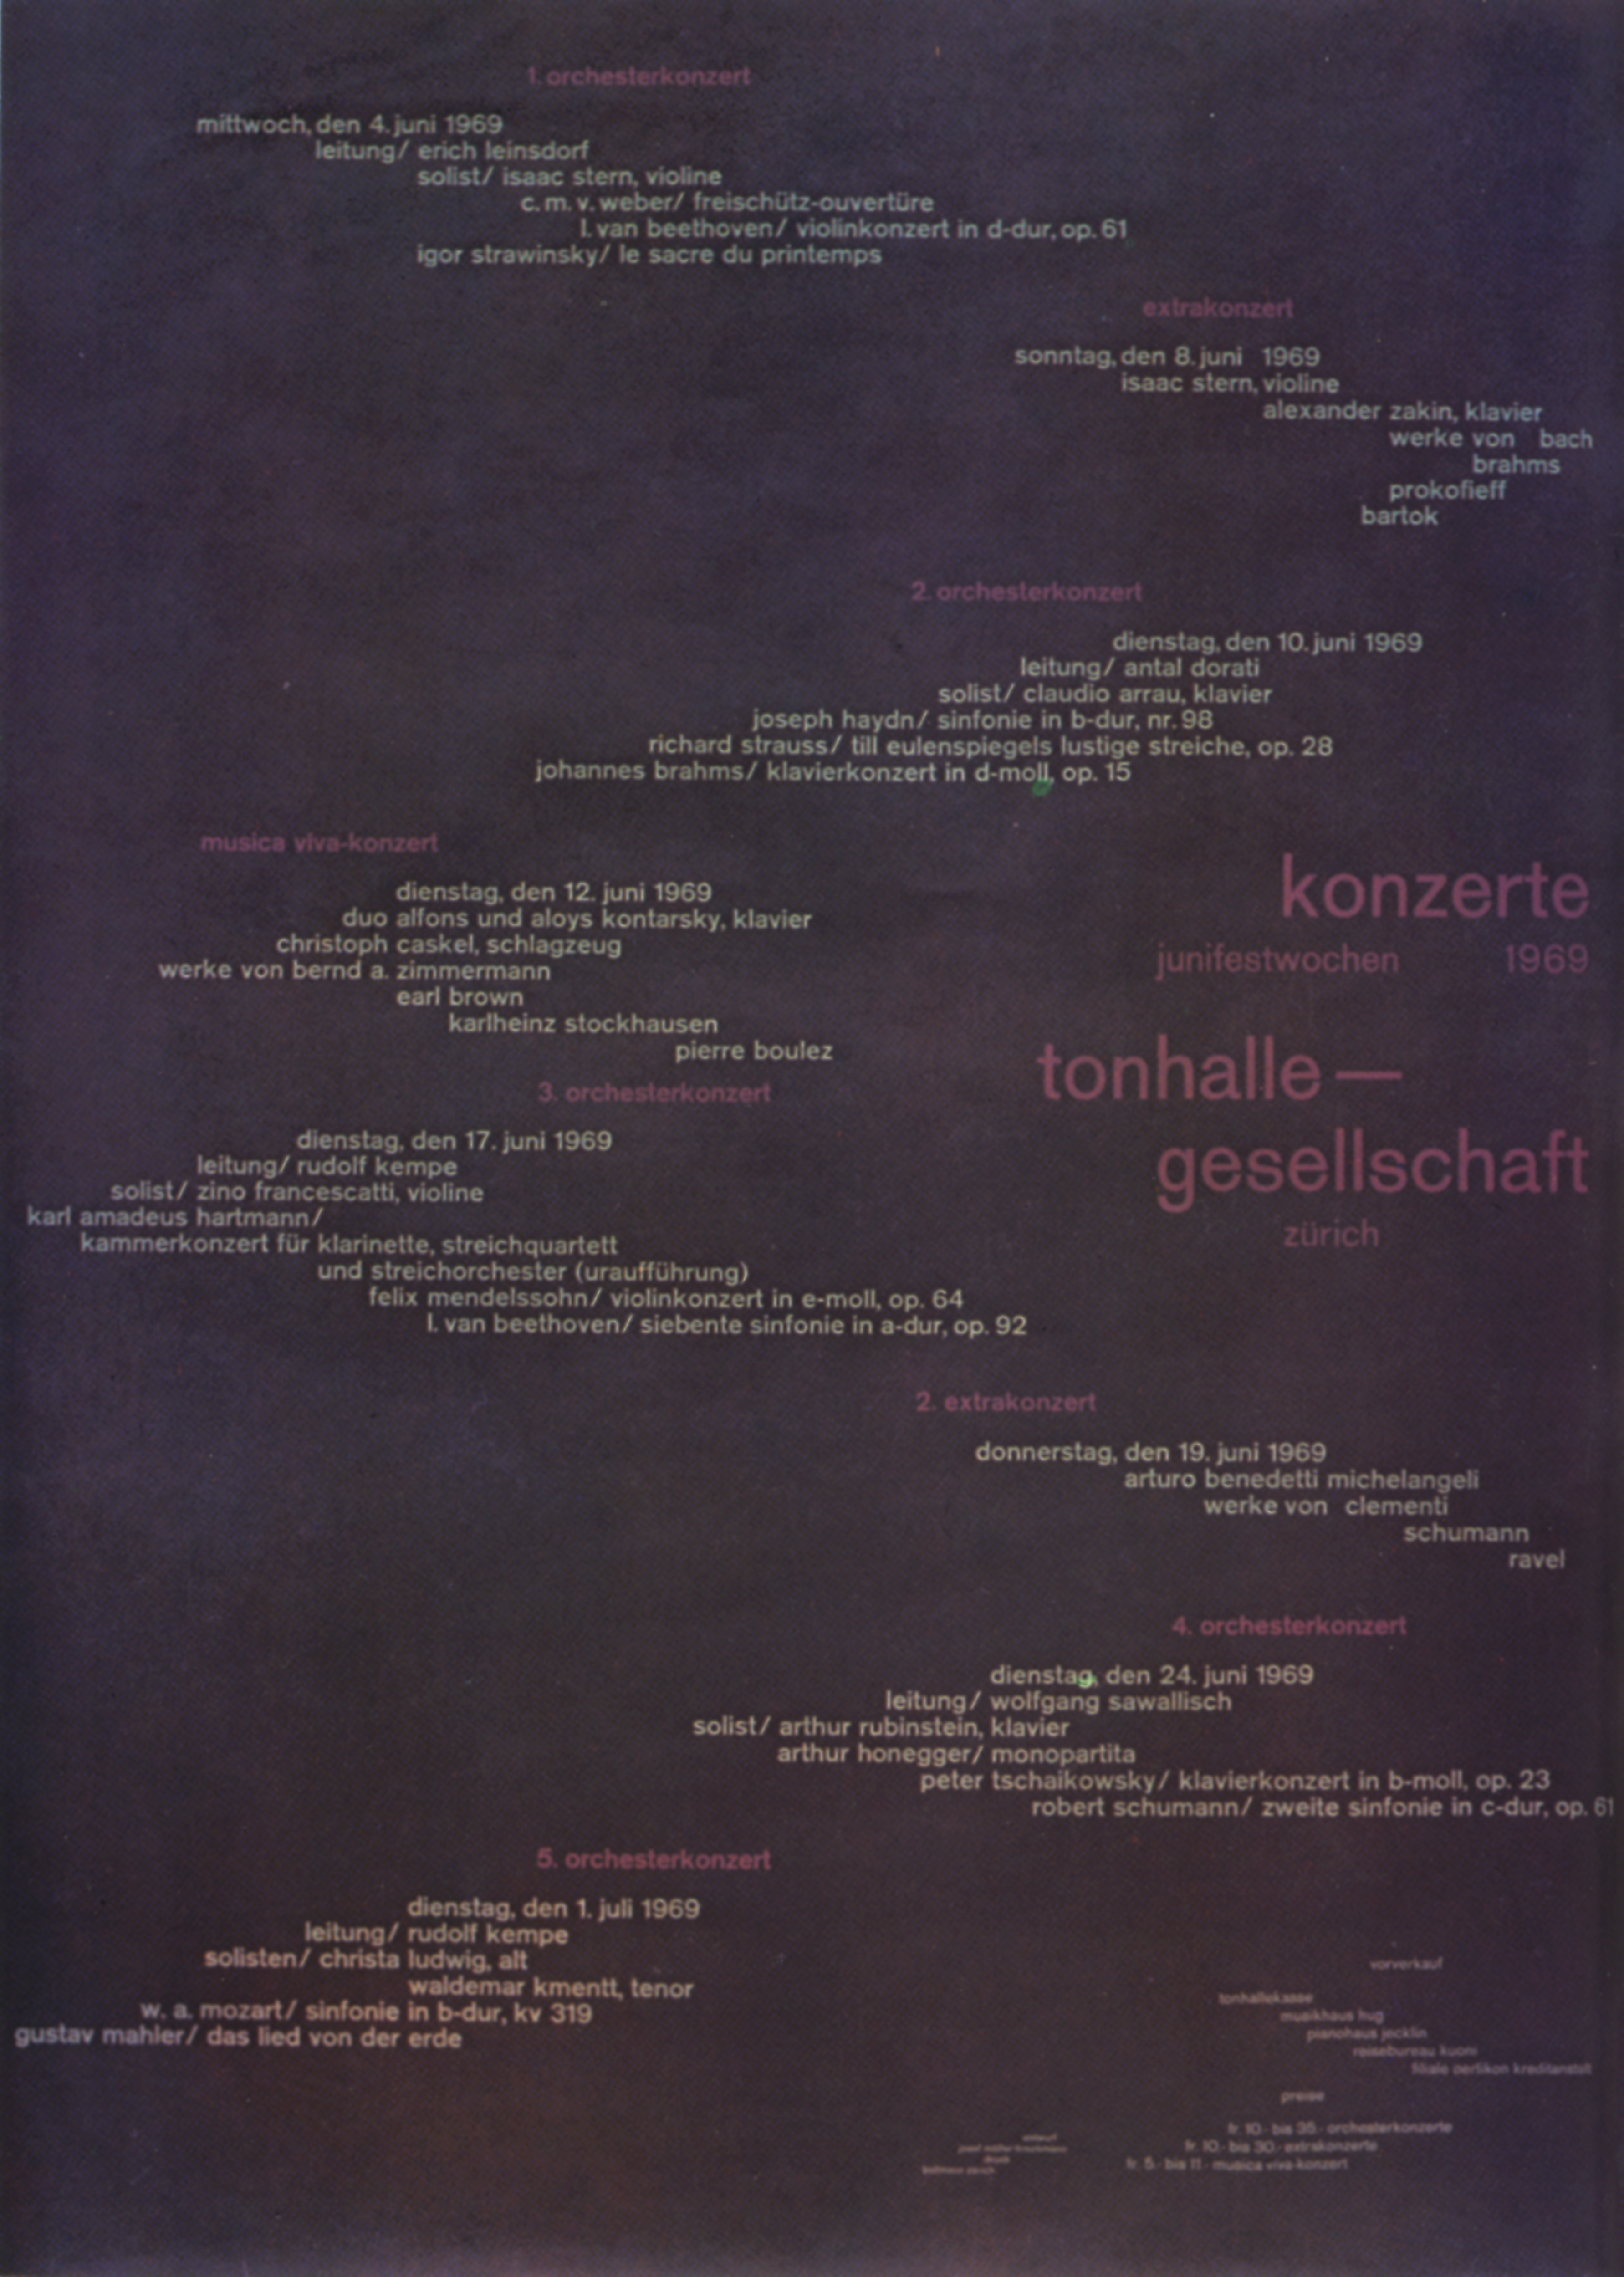 1. orchesterkonzert
mittwoch, den 4. juni 1969
leitung/ erich leinsdorf
solist/ isaac stern, violine
c. m. v. weber/ freischütz-ouvertüre
l. van beethoven/ violinkonzert in d-dur, op. 61
igor strawinsky/ le sacre du printemps
extrakonzert
sonntag, den 8. juni 1969
isaac stern, violine
alexander zakin, klavier
werke von bach
brahms
prokofieff
bartok
2. orchesterkonzert
dienstag, den 10. juni 1969
leitung/ antal dorati
solist/ claudio arrau, klavier
joseph haydn/ sinfonie in b-dur, nr. 98
richard strauss/ till eulenspiegels lustige streiche, op. 28
johannes brahms/ klavierkonzert in d-moll, op. 15
musica viva-konzert
dienstag, den 12. juni 1969
duo alfons und aloys kontarsky, klavier
christoph caskel, schlagzeug
werke von bernd a. zimmermann
earl brown
karlheinz stockhausen
pierre boulez
konzerte
junifestwochen 1969
tonhalle —
gesellschaft
zürich
3. orchesterkonzert
dienstag, den 17. juni 1969
leitung/ rudolf kempe
solist/ zino francescatti, violine
karl amadeus hartmann/
kammerkonzert für klarinette, streichquartett
und streichorchester (uraufführung)
felix mendelssohn/ violinkonzert in e-moll, op. 64
l. van beethoven/ siebente sinfonie in a-dur, op. 92
2. extrakonzert
donnerstag, den 19. juni 1969
arturo benedetti michelangeli
werke von clementi
schumann
ravel
4. orchesterkonzert
dienstag, den 24. juni 1969
leitung/ wolfgang sawallisch
solist/ arthur rubinstein, klavier
arthur honegger/ monopartita
peter tschaikowsky/ klavierkonzert in b-moll, op. 23
robert schumann/ zweite sinfonie in c-dur, op. 61
5. orchesterkonzert
dienstag, den 1. juli 1969
leitung/ rudolf kempe
solisten/ christa ludwig, alt
waldemar kmentt, tenor
w. a. mozart/ sinfonie in b-dur, kv 319
gustav mahler/ das lied von der erde
vorverkauf
tonhallekasse
musikhaus hug
pianohaus jecklin
reisebureau kuoni
filiale oerlikon kreditanstalt
preise
fr. 10.- bis 35.- orchesterkonzerte
fr. 10.- bis 30.- extrakonzerte
fr. 5.- bis 11.- musica viva-konzert